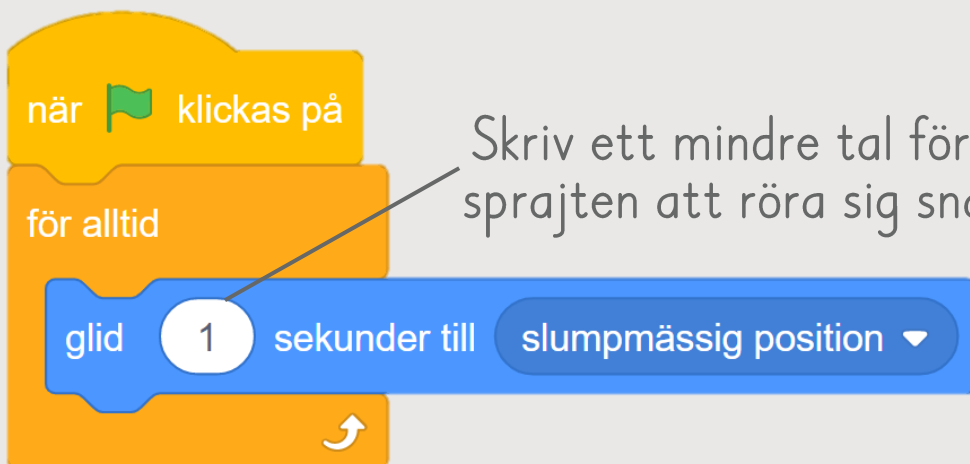 när klickas på
Skriv ett mindre tal för
sprajten att röra sig
för alltid
glid 1 sekunder till slumpmässig position